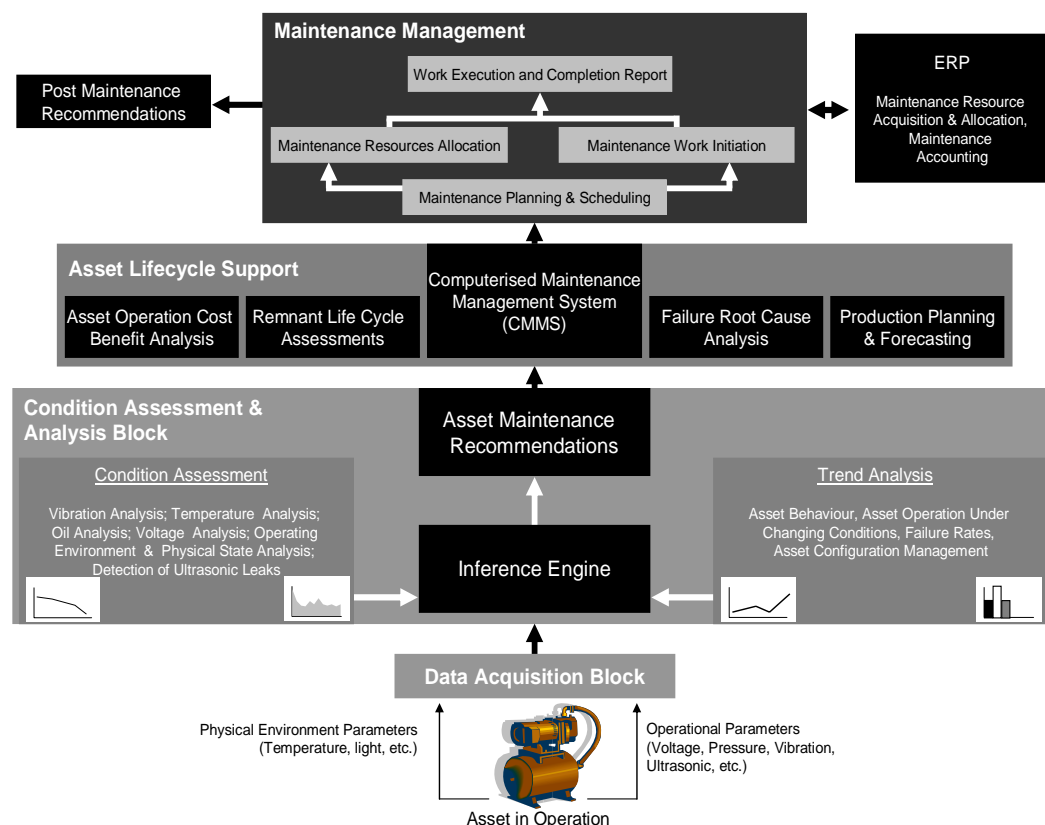 Maintenance Management
Work Execution and Completion Report
Maintenance Resources Allocation
Maintenance Work Initiation
Maintenance Planning & Scheduling
Post Maintenance
Recommendations
ERP
Maintenance Resource
Acquisition & Allocation,
Maintenance
Accounting
Asset Lifecycle Support
Asset Operation Cost
Benefit Analysis
Remnant Life Cycle
Assessments
Computerised Maintenance
Management System
(CMMS)
Failure Root Cause
Analysis
Production Planning
& Forecasting
Condition Assessment &
Analysis Block
Asset Maintenance
Recommendations
Condition Assessment
Vibration Analysis; Temperature Analysis;
Oil Analysis; Voltage Analysis; Operating
Environment & Physical State Analysis;
Detection of Ultrasonic Leaks
Inference Engine
Trend Analysis
Asset Behaviour, Asset Operation Under
Changing Conditions, Failure Rates,
Asset Configuration Management
Data Acquisition Block
Physical Environment Parameters
(Temperature, light, etc.)
Operational Parameters
(Voltage, Pressure, Vibration,
Ultrasonic, etc.)
Asset in Operation